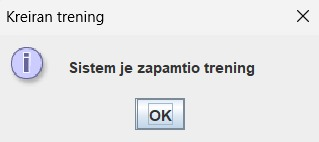 Kreiran trening
Sistem je zapamtio trening
OK